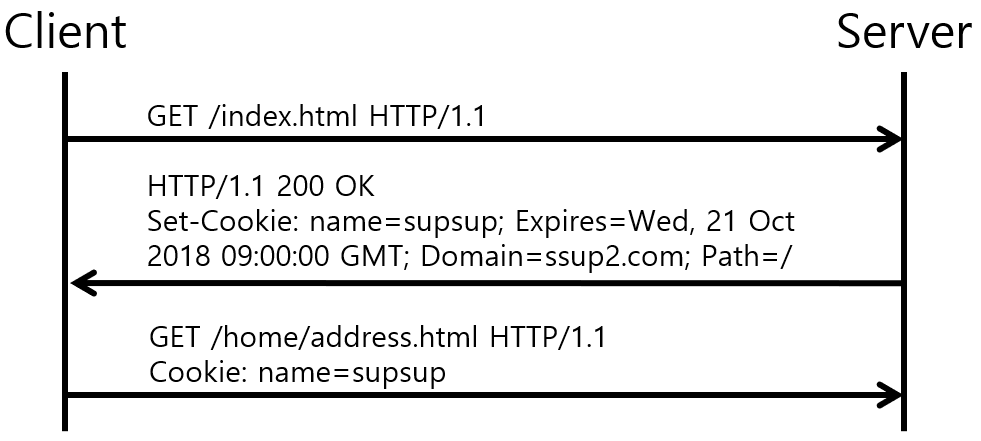 Client
Server
GET /index.html HTTP/1.1
HTTP/1.1 200 OK
Set-Cookie: name=supsup; Expires=Wed, 21 Oct
2018 09:00:00 GMT; Domain=ssup2.com; Path=/
GET /home/address.html HTTP/1.1
Cookie: name=supsup